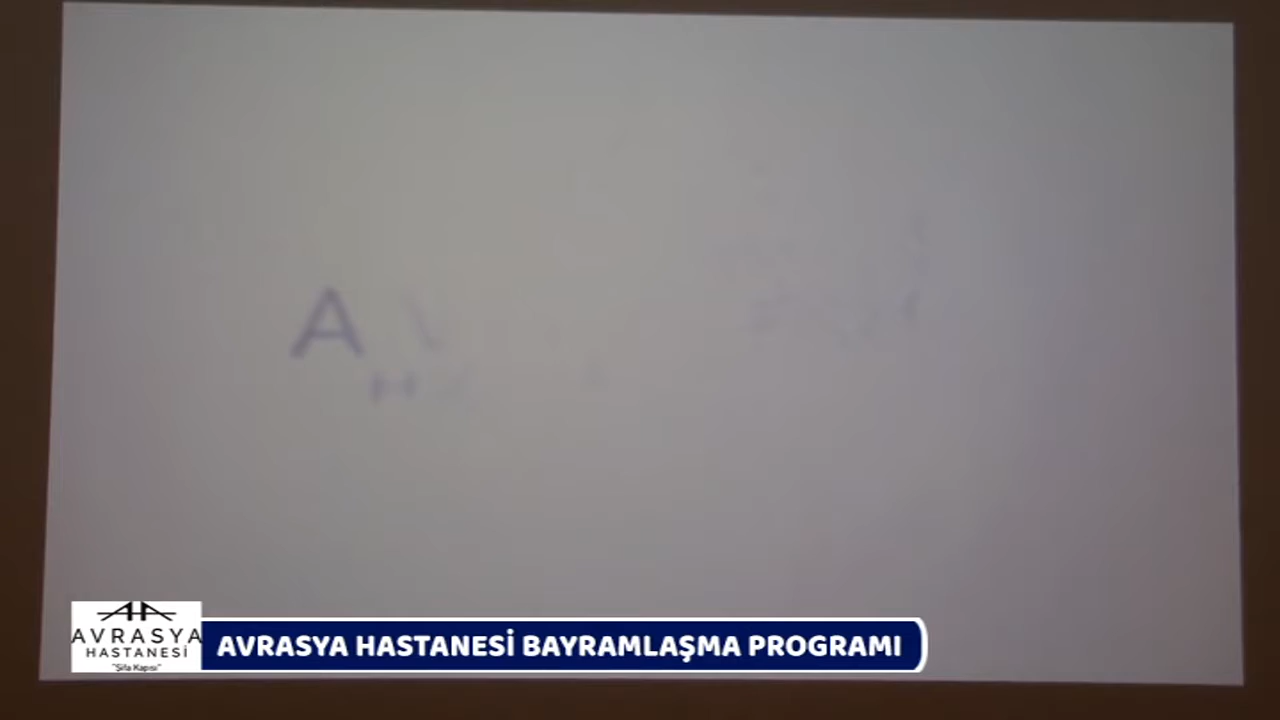 A
H
AVRASYA
HASTANESİ
"Şifa Kapısı"
AVRASYA HASTANESİ BAYRAMLAŞMA PROGRAMI